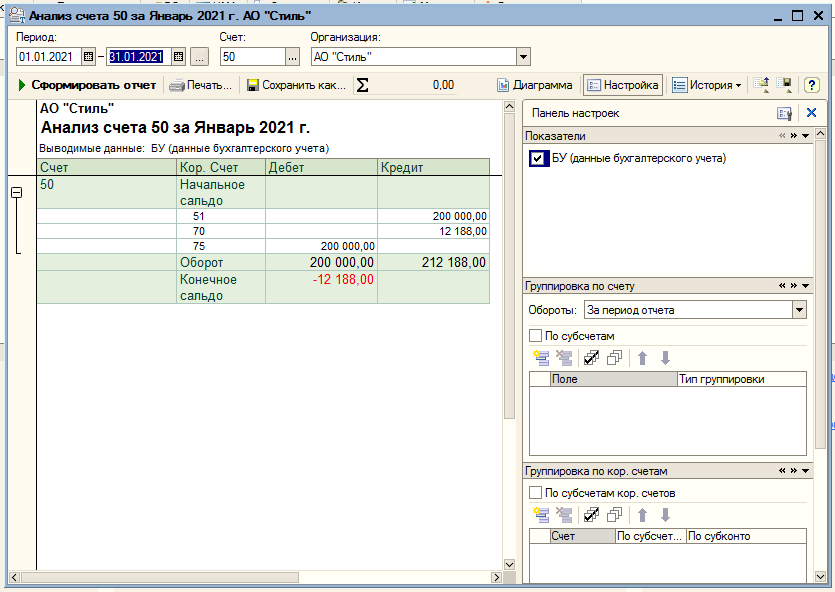 Анализ счета 50 за Январь 2021 г. АО "Стиль"
Период: Счет: Организация:
01.01.2021 – 31.01.2021 ... 50 ... АО "Стиль"
Сформировать отчет Печать... Сохранить как... Σ 0,00 Диаграмма Настройка История ?
АО "Стиль"
Анализ счета 50 за Январь 2021 г.
Выводимые данные: БУ (данные бухгалтерского учета)
Счет Кор. Счет Дебет Кредит
50 Начальное
сальдо
51 200 000,00
70 12 188,00
75 200 000,00
Оборот 200 000,00 212 188,00
Конечное -12 188,00
сальдо
Панель настроек
Показатели
БУ (данные бухгалтерского учета)
Группировка по счету
Обороты: За период отчета
По субсчетам
Поле Тип группировки
Группировка по кор. счетам
По субсчетам кор. счетов
Счет По субсчет... По субконто